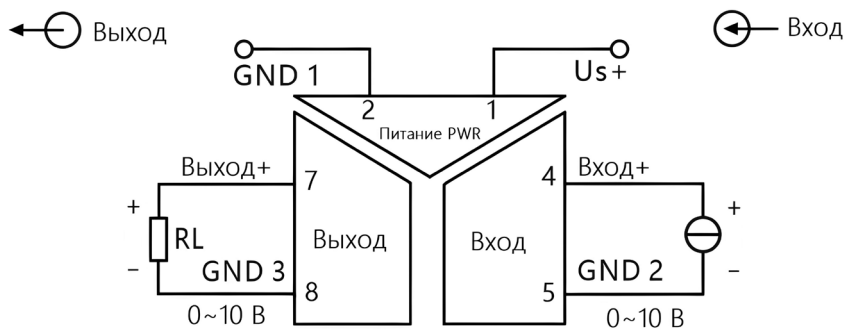 Выход
Вход
GND 1
Us+
2
1
Питание PWR
Выход+
7
4
Вход+
+
RL
−
Выход
Вход
+
−
GND 3
8
5
GND 2
0~10 В
0~10 В